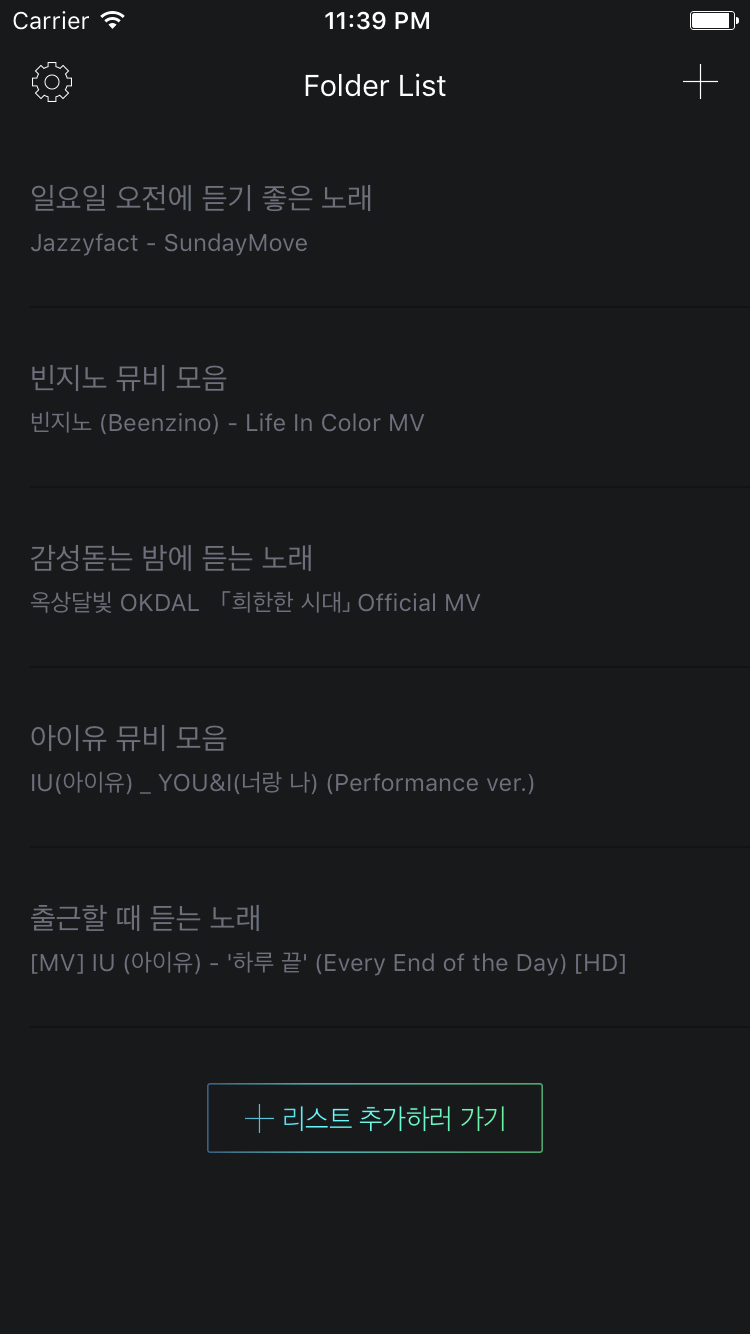 Carrier 11:39 PM
Folder List
일요일 오전에 듣기 좋은 노래
Jazzyfact - SundayMove
빈지노 뮤비 모음
빈지노 (Beenzino) - Life In Color MV
감성돋는 밤에 듣는 노래
옥상달빛 OKDAL 「희한한 시대」 Official MV
아이유 뮤비 모음
IU(아이유) _ YOU&I(너랑 나) (Performance ver.)
출근할 때 듣는 노래
[MV] IU (아이유) - '하루 끝' (Every End of the Day) [HD]
리스트 추가하러 가기